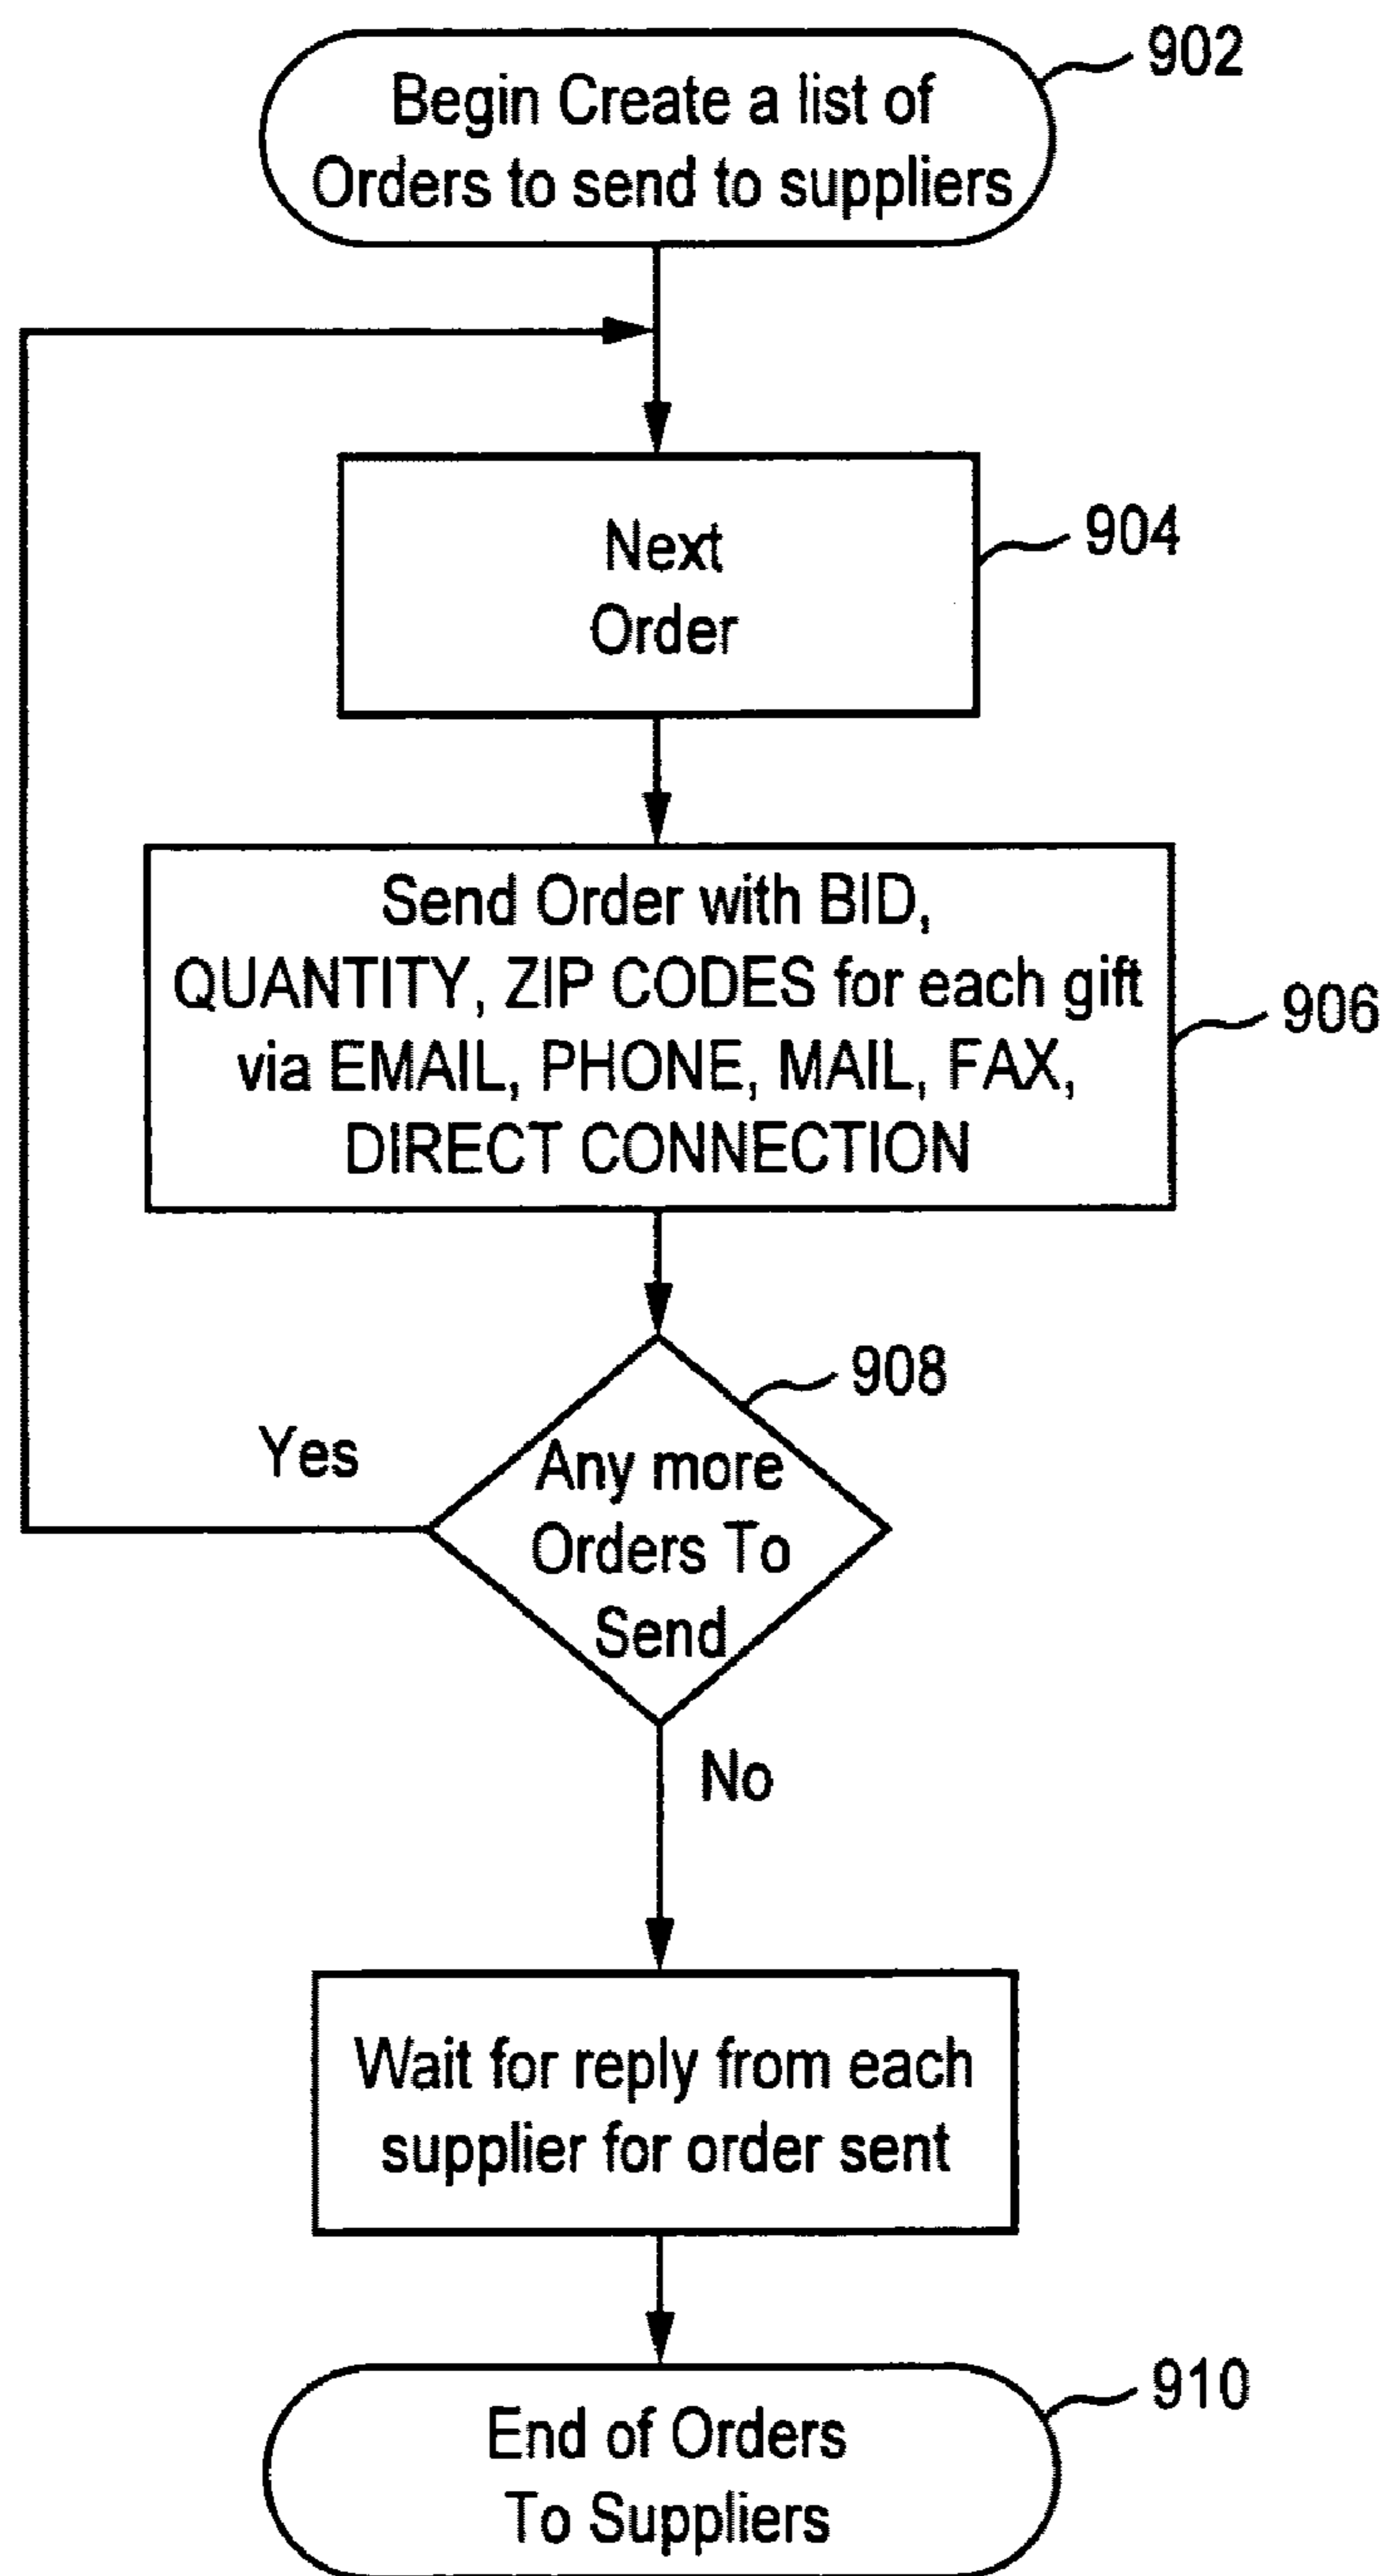 902
Begin Create a list of
Orders to send to suppliers
Next
Order
904
Send Order with BID,
QUANTITY, ZIP CODES for each gift
via EMAIL, PHONE, MAIL, FAX,
DIRECT CONNECTION
906
908
Any more
Orders To
Send
Yes
No
Wait for reply from each
supplier for order sent
910
End of Orders
To Suppliers